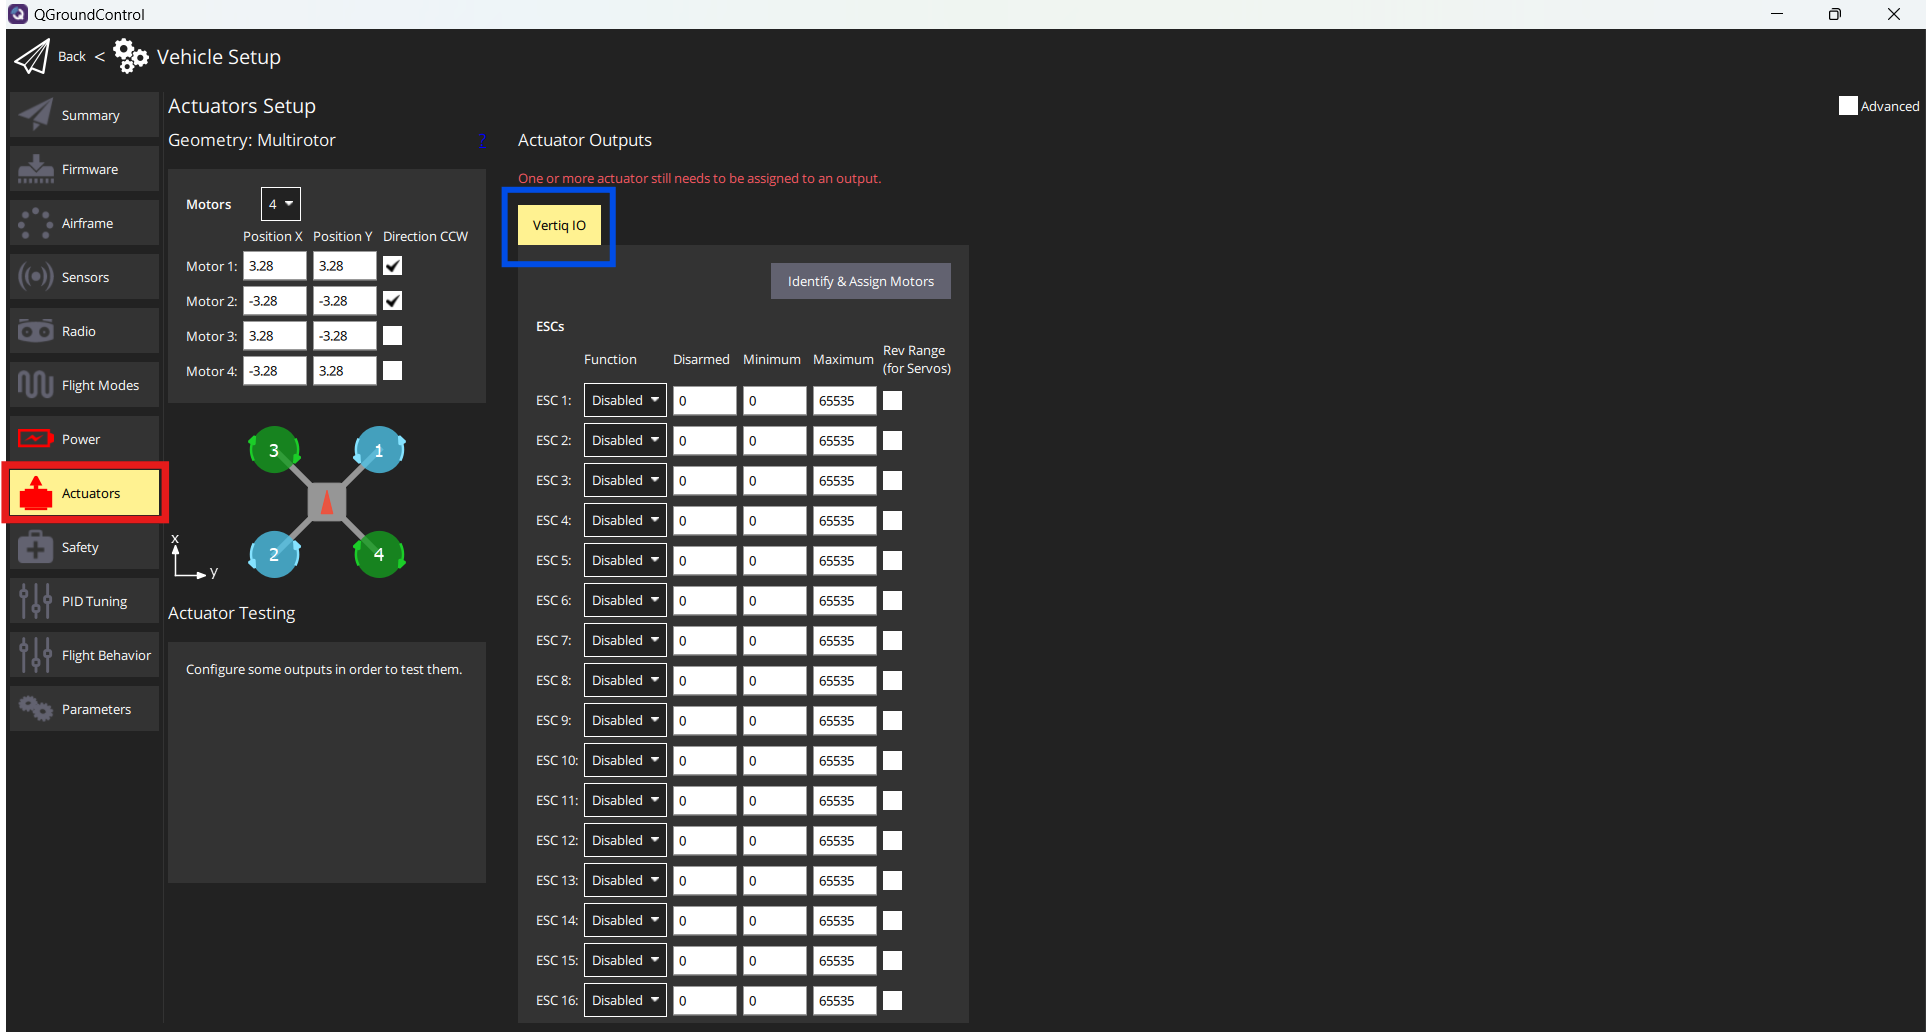 QGroundControl
Back < Vehicle Setup
Summary
Firmware
Airframe
Sensors
Radio
Flight Modes
Power
Actuators
Safety
PID Tuning
Flight Behavior
Parameters
Actuators Setup
Advanced
Geometry: Multirotor ?
Motors 4
Position X Position Y Direction CCW
Motor 1: 3.28 3.28
Motor 2: -3.28 -3.28
Motor 3: 3.28 -3.28
Motor 4: -3.28 3.28
3 1
2 4
x
y
Actuator Testing
Configure some outputs in order to test them.
Actuator Outputs
One or more actuator still needs to be assigned to an output.
Vertiq IO
Identify & Assign Motors
ESCs
Function Disarmed Minimum Maximum Rev Range
(for Servos)
ESC 1: Disabled 0 0 65535
ESC 2: Disabled 0 0 65535
ESC 3: Disabled 0 0 65535
ESC 4: Disabled 0 0 65535
ESC 5: Disabled 0 0 65535
ESC 6: Disabled 0 0 65535
ESC 7: Disabled 0 0 65535
ESC 8: Disabled 0 0 65535
ESC 9: Disabled 0 0 65535
ESC 10: Disabled 0 0 65535
ESC 11: Disabled 0 0 65535
ESC 12: Disabled 0 0 65535
ESC 13: Disabled 0 0 65535
ESC 14: Disabled 0 0 65535
ESC 15: Disabled 0 0 65535
ESC 16: Disabled 0 0 65535